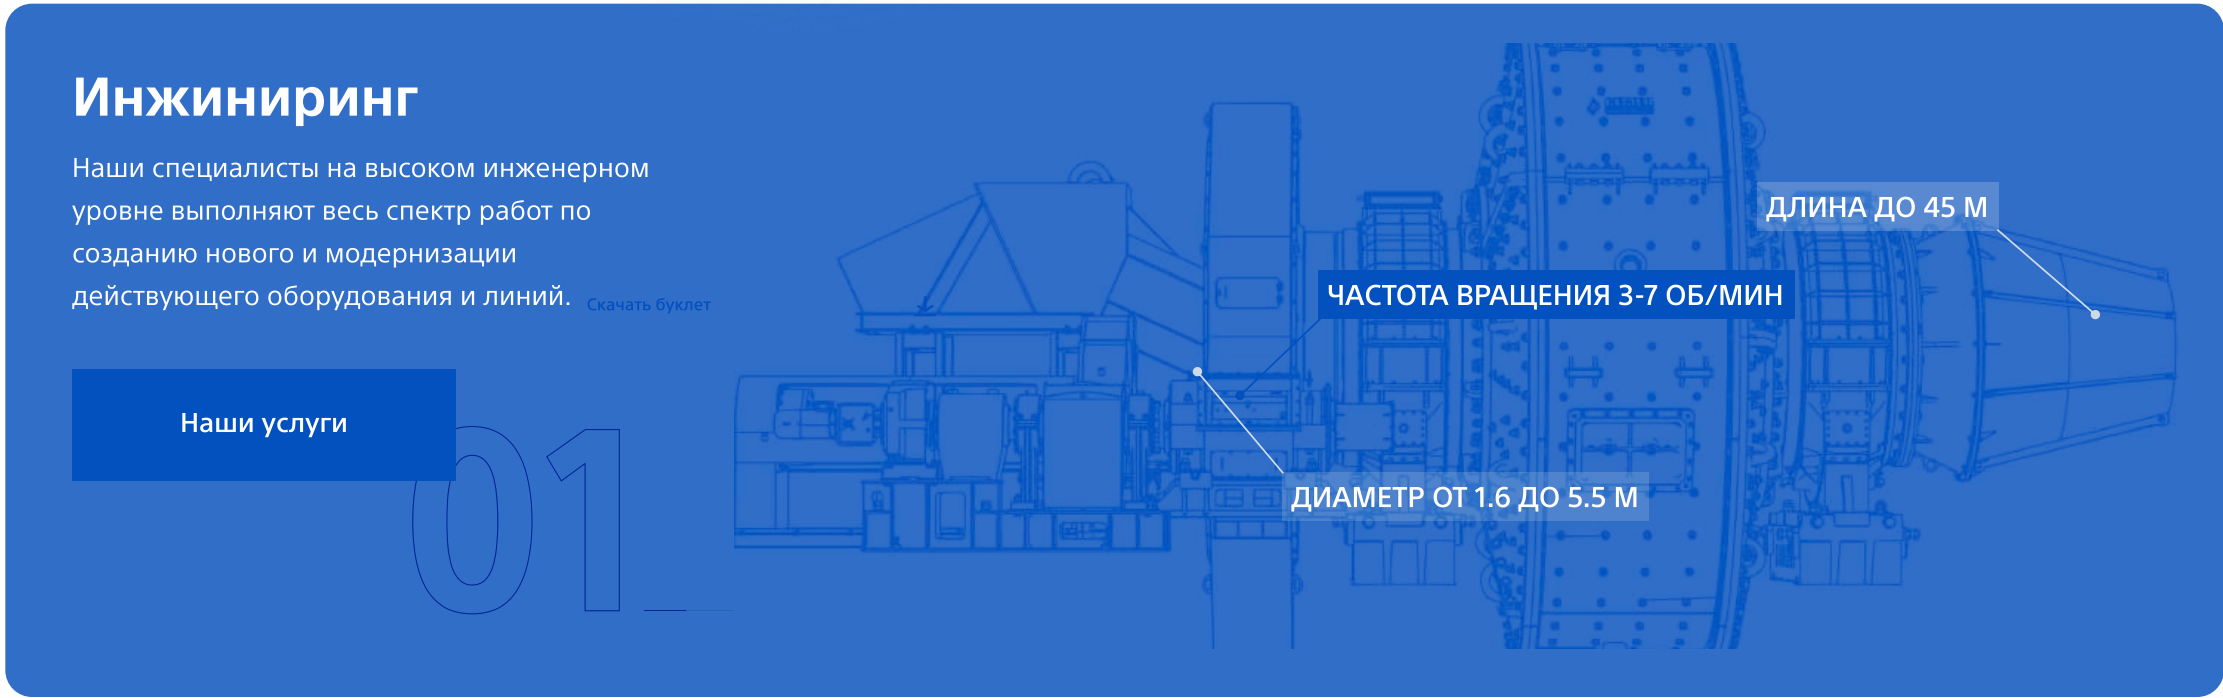 Инжиниринг
Наши специалисты на высоком инженерном
уровне выполняют весь спектр работ по
созданию нового и модернизации
действующего оборудования и линий.
Скачать буклет
Наши услуги
01
ДЛИНА ДО 45 М
ЧАСТОТА ВРАЩЕНИЯ 3-7 ОБ/МИН
ДИАМЕТР ОТ 1.6 ДО 5.5 М